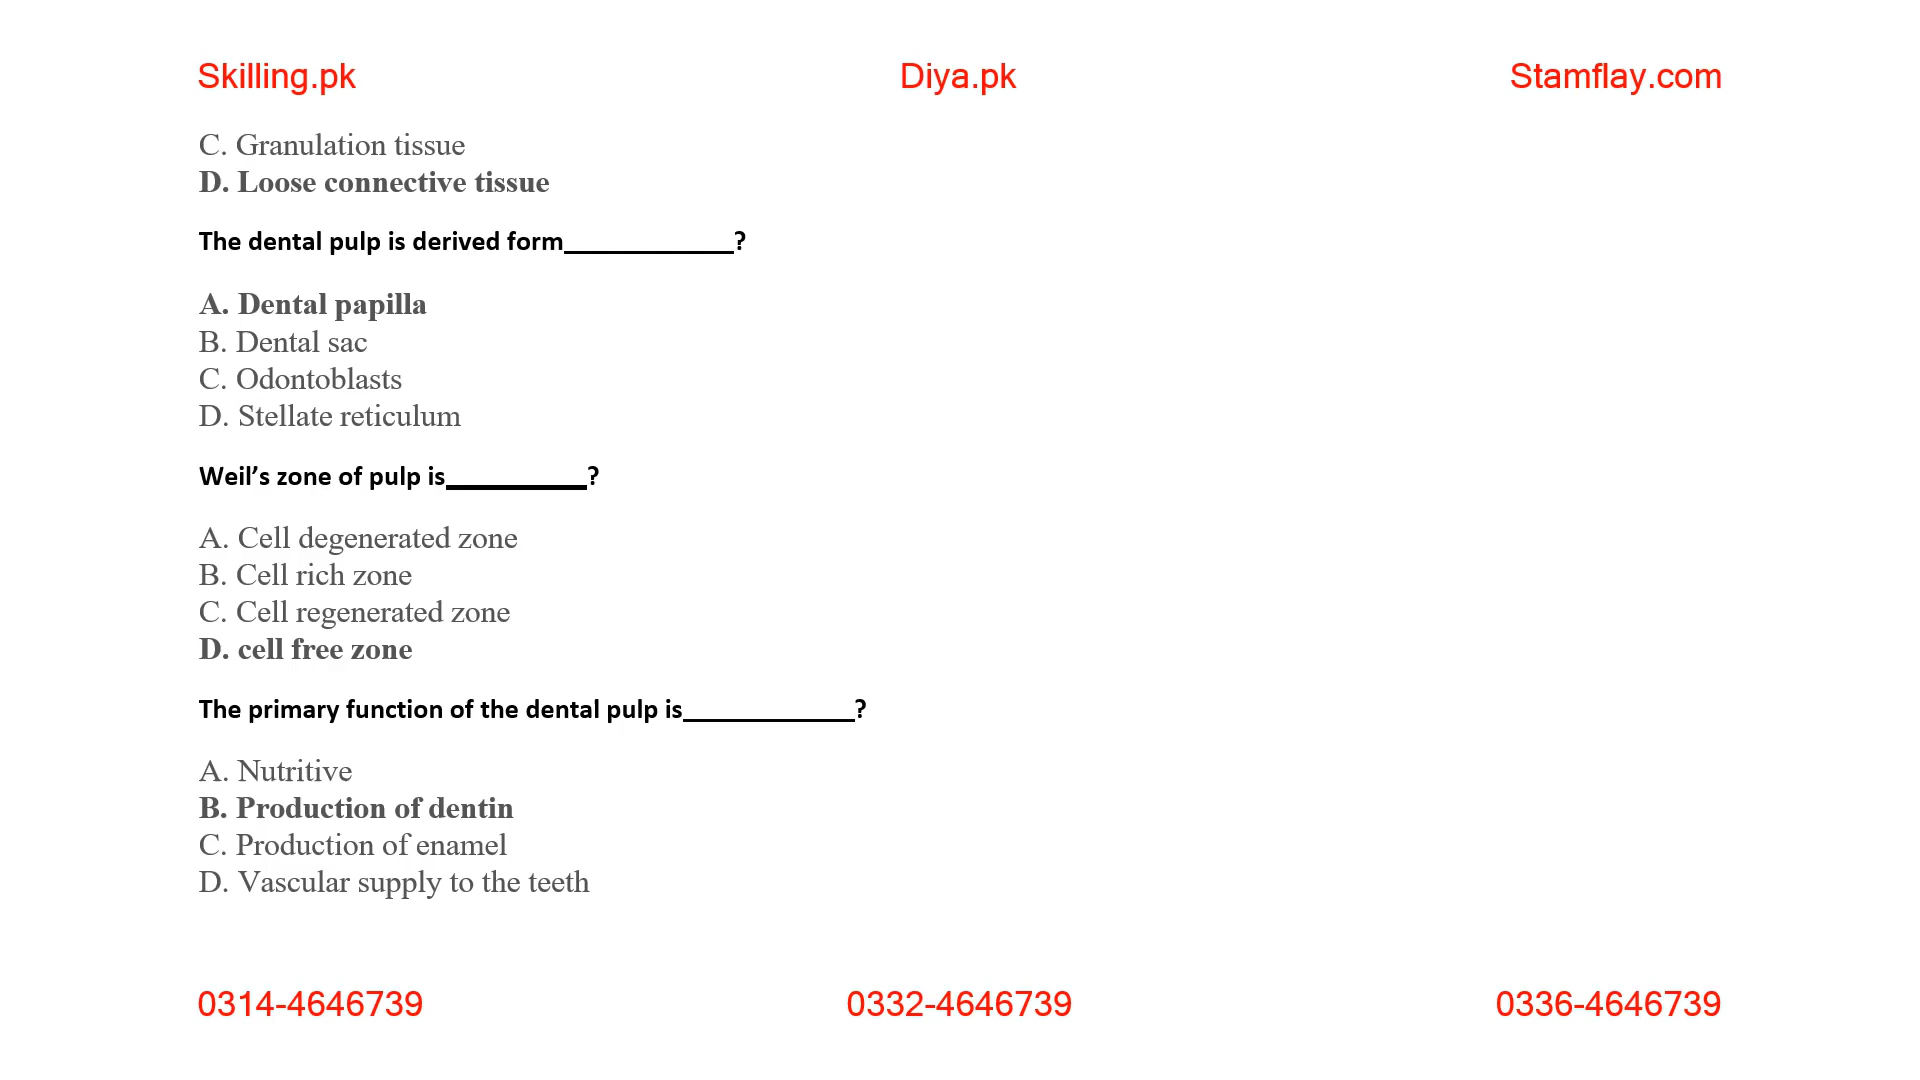 Skilling.pk Diya.pk Stamflay.com
C. Granulation tissue
D. Loose connective tissue
The dental pulp is derived form____________?
A. Dental papilla
B. Dental sac
C. Odontoblasts
D. Stellate reticulum
Weil’s zone of pulp is__________?
A. Cell degenerated zone
B. Cell rich zone
C. Cell regenerated zone
D. cell free zone
The primary function of the dental pulp is____________?
A. Nutritive
B. Production of dentin
C. Production of enamel
D. Vascular supply to the teeth
0314-4646739 0332-4646739 0336-4646739